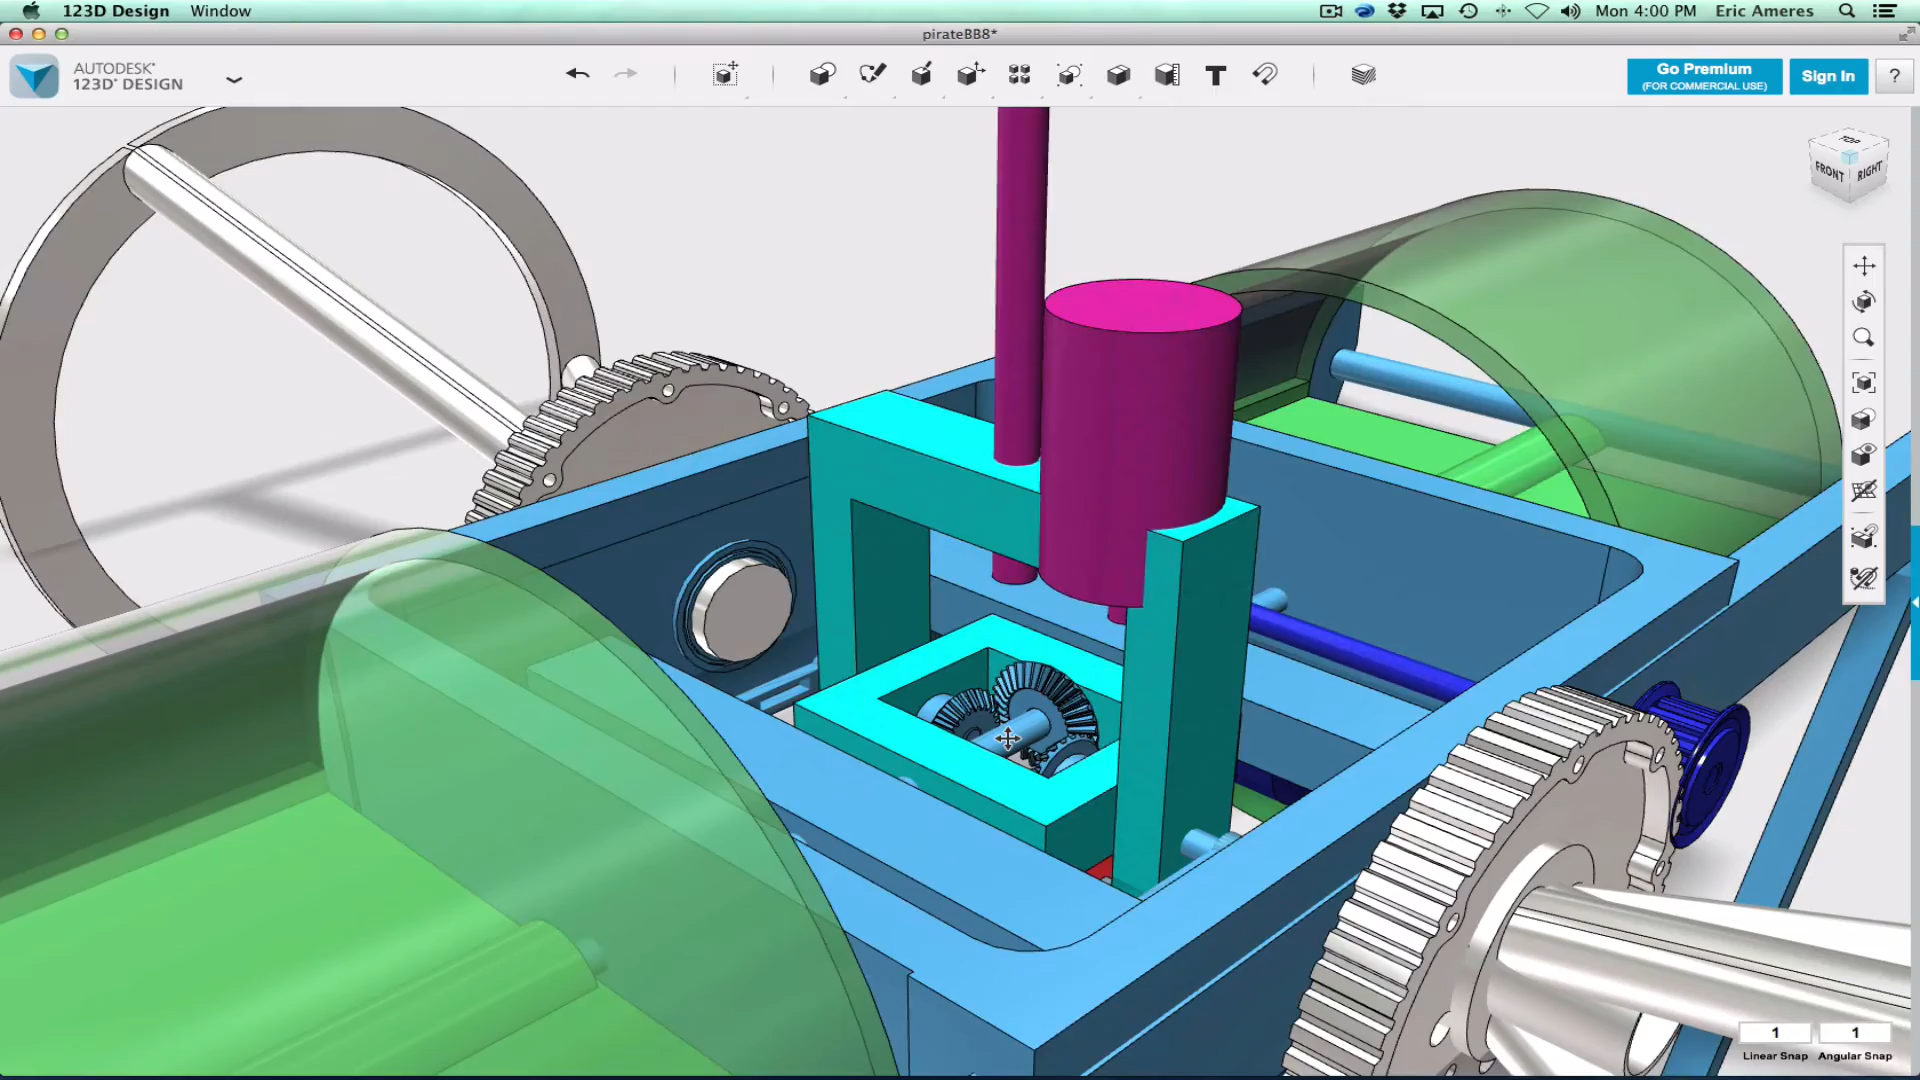 123D Design Window
Mon 4:00 PM Eric Ameres
pirateBB8*
AUTODESK®
123D® DESIGN
T
Go Premium
(FOR COMMERCIAL USE)
Sign In
?
TOP
FRONT
RIGHT
1 1
Linear Snap Angular Snap